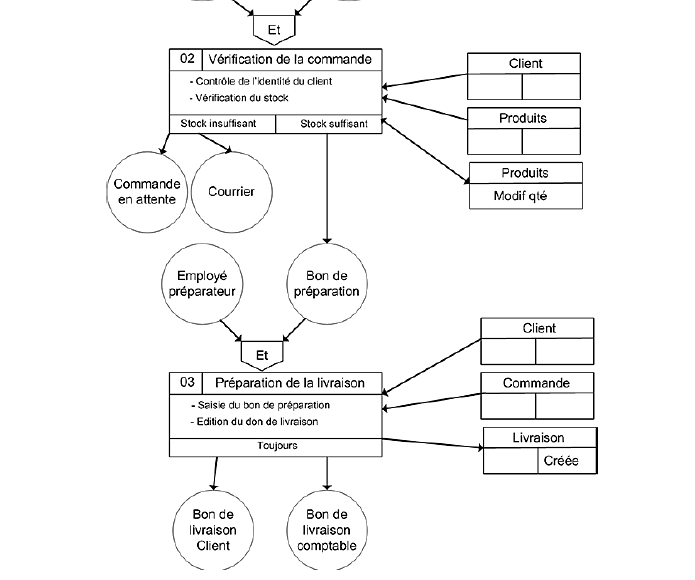 Et
02 Vérification de la commande
- Contrôle de l'identité du client
- Vérification du stock
Stock insuffisant Stock suffisant
Client
Produits
Produits
Modif qté
Commande
en attente
Courrier
Employé
préparateur
Bon de
préparation
Et
03 Préparation de la livraison
- Saisie du bon de préparation
- Edition du don de livraison
Toujours
Client
Commande
Livraison
Créée
Bon de
livraison
Client
Bon de
livraison
comptable